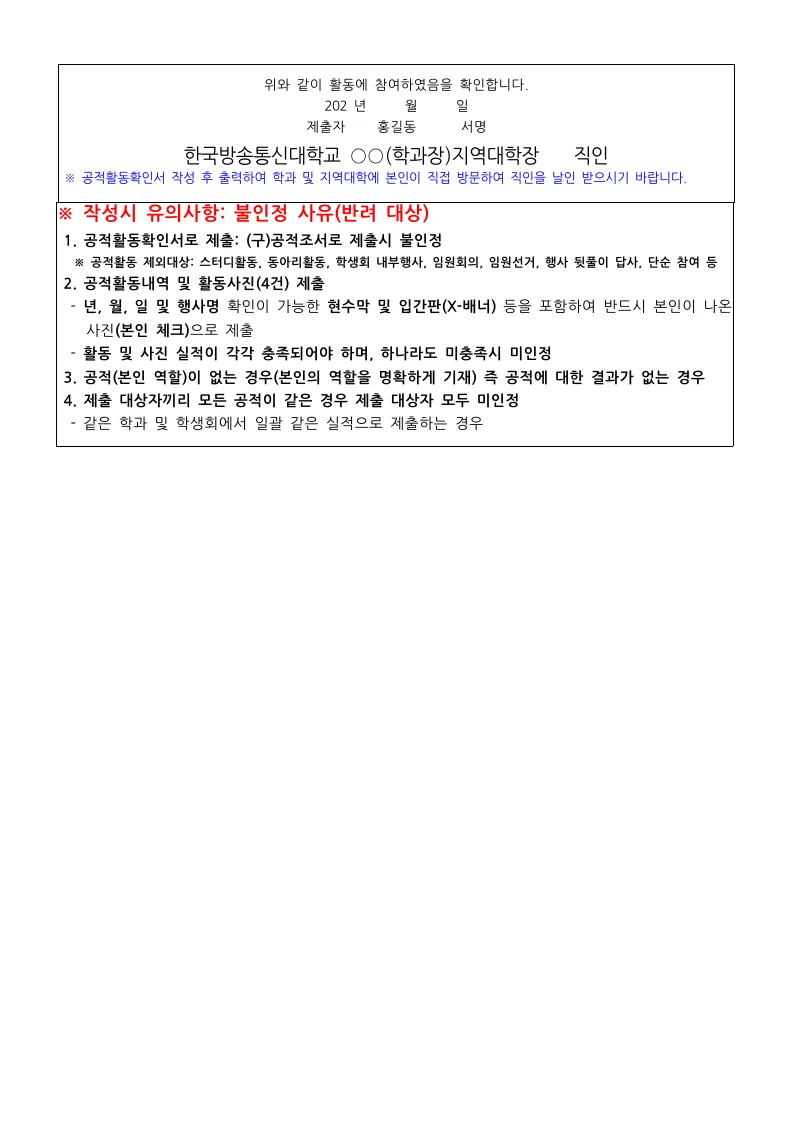 위와 같이 활동에 참여하였음을 확인합니다.
202 년 월 일
제출자 홍길동 서명
한국방송통신대학교 ○○(학과장)지역대학장 직인
※ 공적활동확인서 작성 후 출력하여 학과 및 지역대학에 본인이 직접 방문하여 직인을 날인 받으시기 바랍니다.
※ 작성시 유의사항: 불인정 사유(반려 대상)
1. 공적활동확인서로 제출: (구)공적조서로 제출시 불인정
※ 공적활동 제외대상: 스터디활동, 동아리활동, 학생회 내부행사, 임원회의, 임원선거, 행사 뒷풀이 답사, 단순 참여 등
2. 공적활동내역 및 활동사진(4건) 제출
- 년, 월, 일 및 행사명 확인이 가능한 현수막 및 입간판(X-배너) 등을 포함하여 반드시 본인이 나온
사진(본인 체크)으로 제출
- 활동 및 사진 실적이 각각 충족되어야 하며, 하나라도 미충족시 미인정
3. 공적(본인 역할)이 없는 경우(본인의 역할을 명확하게 기재) 즉 공적에 대한 결과가 없는 경우
4. 제출 대상자끼리 모든 공적이 같은 경우 제출 대상자 모두 미인정
- 같은 학과 및 학생회에서 일괄 같은 실적으로 제출하는 경우